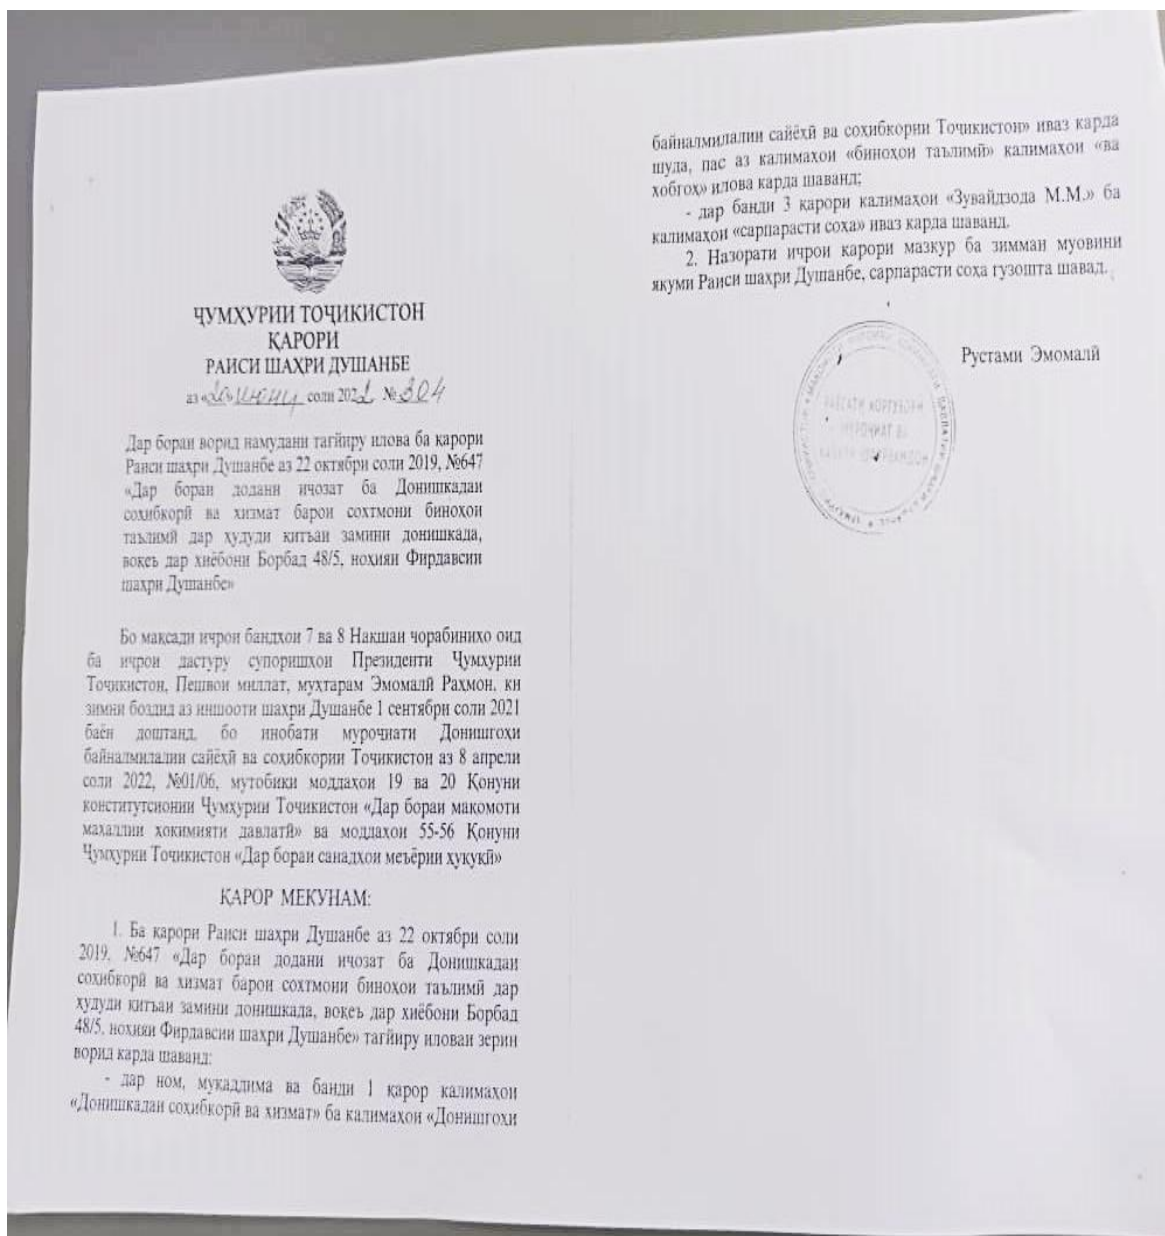 ҶУМҲУРИИ ТОҶИКИСТОН
ҚАРОРИ
РАИСИ ШАҲРИ ДУШАНБЕ
аз «20» июни соли 2022 № 304
Дар бораи ворид намудани тағйиру илова ба қарори
Раиси шаҳри Душанбе аз 22 октябри соли 2019, №647
«Дар бораи додани иҷозат ба Донишкадаи
соҳибкорӣ ва хизмат барои сохтмони биноҳои
таълимӣ дар ҳудуди қитъаи замини донишкада,
воқеъ дар хиёбони Борбад 48/5, ноҳияи Фирдавсии
шаҳри Душанбе»
Бо мақсади иҷрои бандҳои 7 ва 8 Нақшаи чорабиниҳо оид
ба иҷрои дастуру супоришҳои Президенти Ҷумҳурии
Тоҷикистон, Пешвои миллат, муҳтарам Эмомалӣ Раҳмон, ки
зимни боздид аз иншооти шаҳри Душанбе 1 сентябри соли 2021
баён доштанд, бо инобати муроҷиати Донишгоҳи
байналмилалии сайёҳӣ ва соҳибкории Тоҷикистон аз 8 апрели
соли 2022, №01/06, мутобиқи моддаҳои 19 ва 20 Қонуни
конститутсионии Ҷумҳурии Тоҷикистон «Дар бораи мақомоти
маҳаллии ҳокимияти давлатӣ» ва моддаҳои 55-56 Қонуни
Ҷумҳурии Тоҷикистон «Дар бораи санадҳои меъёрии ҳуқуқӣ»
ҚАРОР МЕКУНАМ:
1. Ба қарори Раиси шаҳри Душанбе аз 22 октябри соли
2019, №647 «Дар бораи додани иҷозат ба Донишкадаи
соҳибкорӣ ва хизмат барои сохтмони биноҳои таълимӣ дар
ҳудуди қитъаи замини донишкада, воқеъ дар хиёбони Борбад
48/5, ноҳияи Фирдавсии шаҳри Душанбе» тағйиру иловаи зерин
ворид карда шаванд:
- дар ном, муқаддима ва банди 1 қарор калимаҳои
«Донишкадаи соҳибкорӣ ва хизмат» ба калимаҳои «Донишгоҳи
байналмилалии сайёҳӣ ва соҳибкории Тоҷикистон» иваз карда
шуда, пас аз калимаҳои «биноҳои таълимӣ» калимаҳои «ва
хобгоҳ» илова карда шаванд;
- дар банди 3 қарори калимаҳои «Зувайдзода М.М.» ба
калимаҳои «сарпарасти соҳа» иваз карда шаванд.
2. Назорати иҷрои қарори мазкур ба зиммаи муовини
якуми Раиси шаҳри Душанбе, сарпарасти соҳа гузошта шавад.
Рустами Эмомалӣ